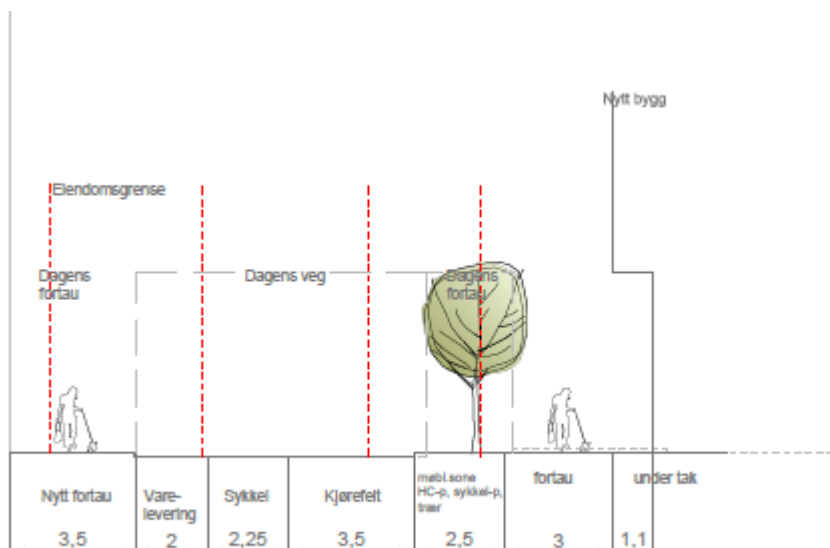 Nytt bygg
Eiendomsgrense
Dagens
fortau
Dagens veg
Dagens
fortau
Nytt fortau
Vare-
levering
Sykkel
Kjørefelt
møbl.sone
HC-p, sykkel-p,
trær
fortau
under tak
3,5
2
2,25
3,5
2,5
3
1,1